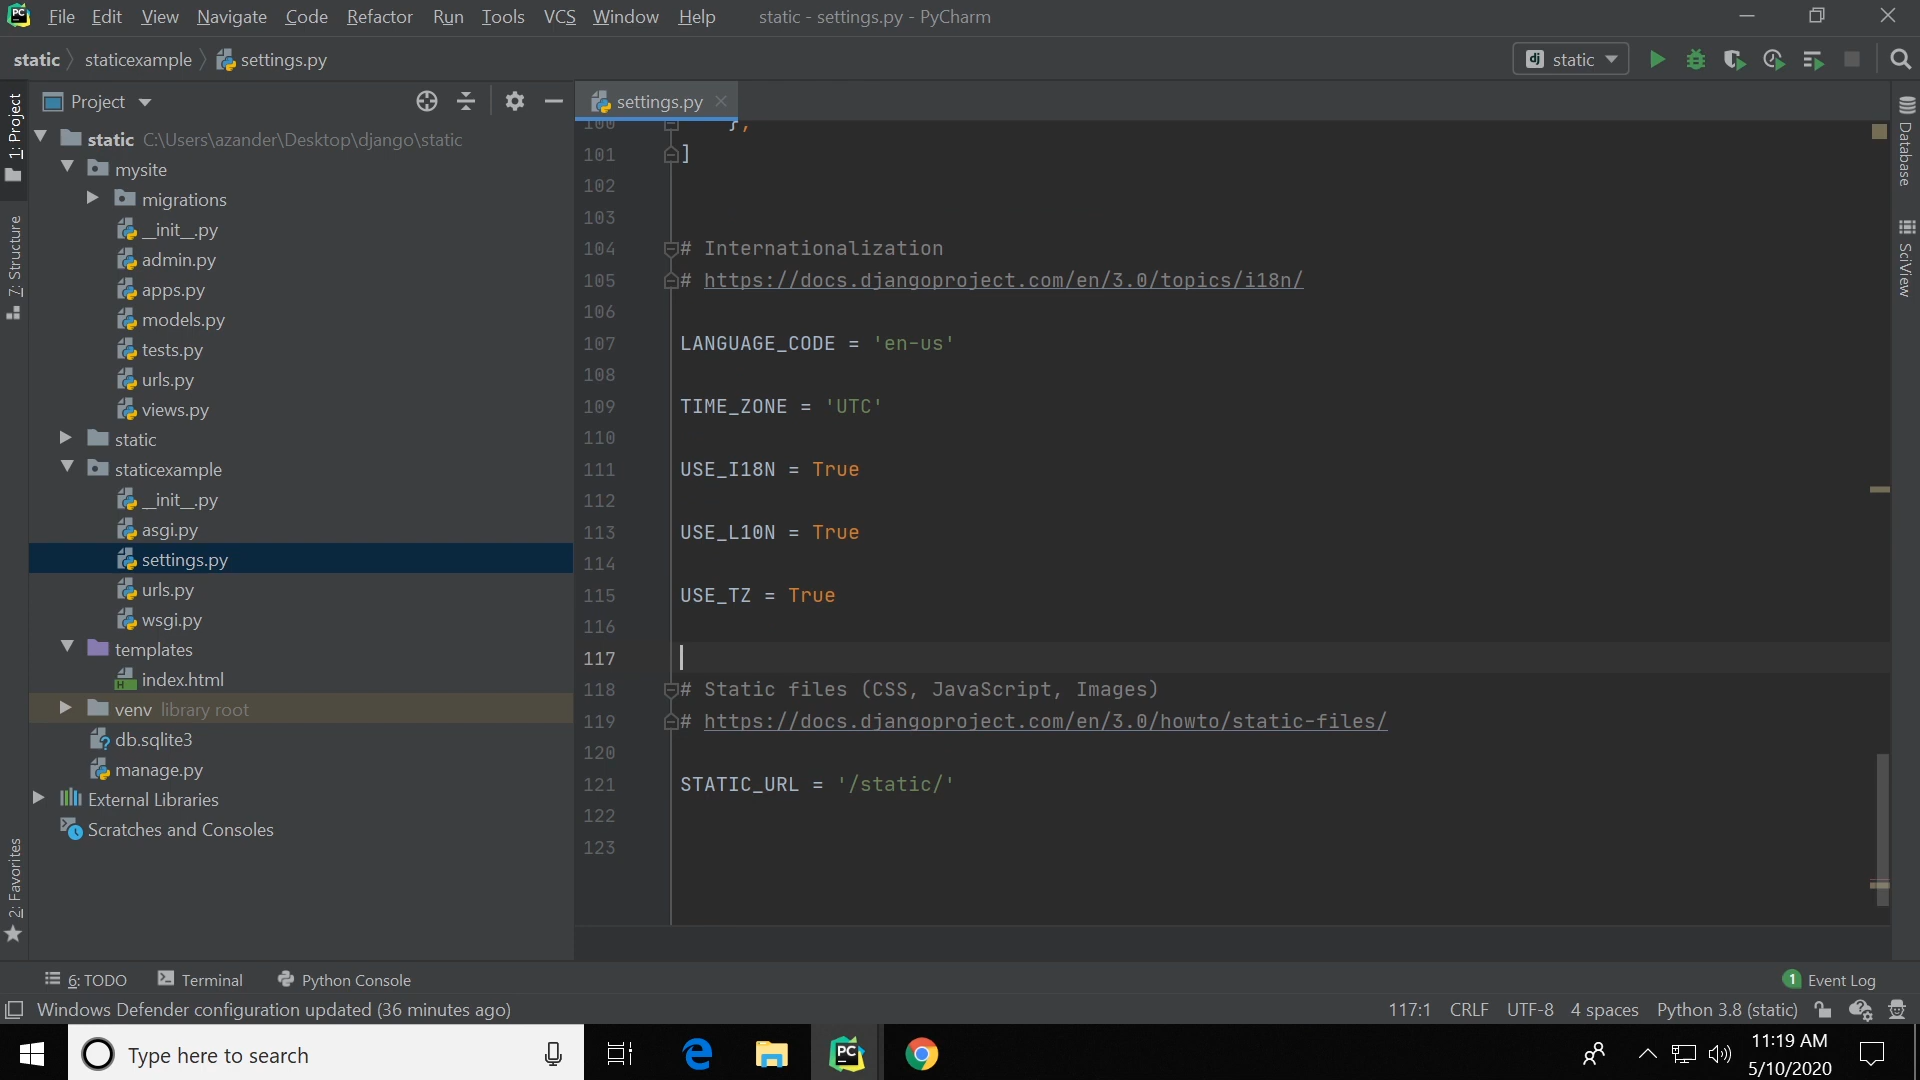 File Edit View Navigate Code Refactor Run Tools VCS Window Help static - settings.py - PyCharm
static staticexample settings.py
dj static
1: Project
7: Structure
2: Favorites
Project
static C:\Users\azander\Desktop\django\static
mysite
migrations
__init__.py
admin.py
apps.py
models.py
tests.py
urls.py
views.py
static
staticexample
__init__.py
asgi.py
settings.py
urls.py
wsgi.py
templates
index.html
venv library root
db.sqlite3
manage.py
External Libraries
Scratches and Consoles
settings.py
100 },
101 ]
102
103
104 # Internationalization
105 # https://docs.djangoproject.com/en/3.0/topics/i18n/
106
107 LANGUAGE_CODE = 'en-us'
108
109 TIME_ZONE = 'UTC'
110
111 USE_I18N = True
112
113 USE_L10N = True
114
115 USE_TZ = True
116
117
118 # Static files (CSS, JavaScript, Images)
119 # https://docs.djangoproject.com/en/3.0/howto/static-files/
120
121 STATIC_URL = '/static/'
122
123
Database
SciView
6: TODO Terminal Python Console 1 Event Log
Windows Defender configuration updated (36 minutes ago) 117:1 CRLF UTF-8 4 spaces Python 3.8 (static)
Type here to search
PC
11:19 AM
5/10/2020